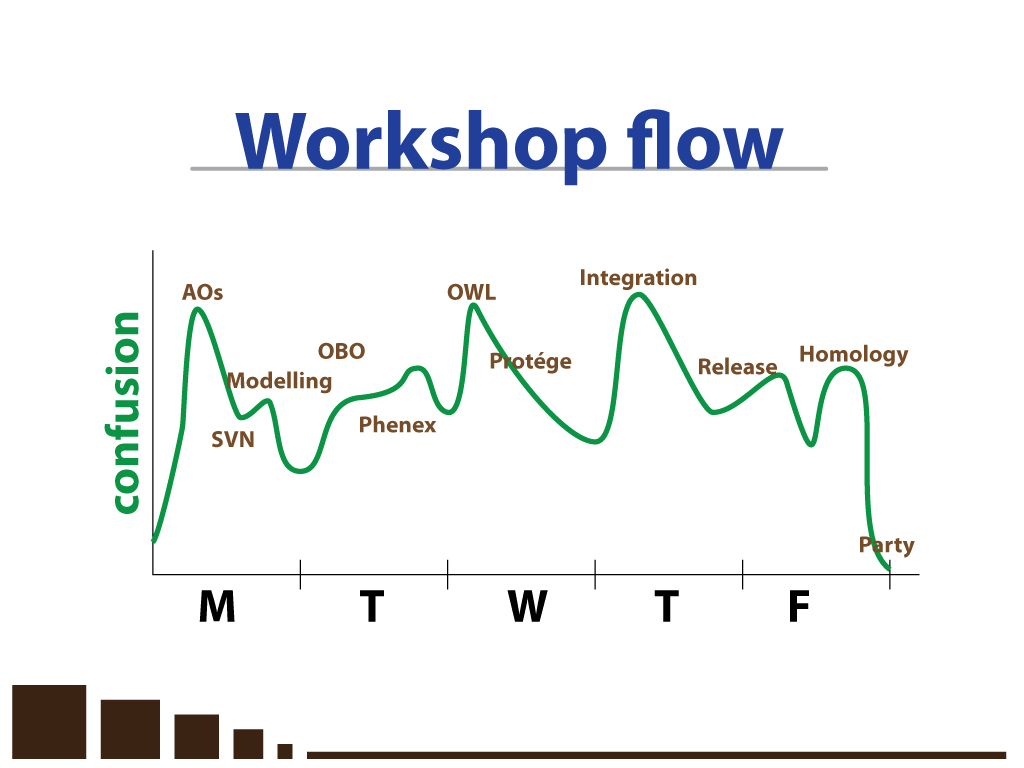 Workshop flow
confusion
AOs
Modelling
SVN
OBO
Phenex
OWL
Protége
Integration
Release
Homology
Party
M T W T F